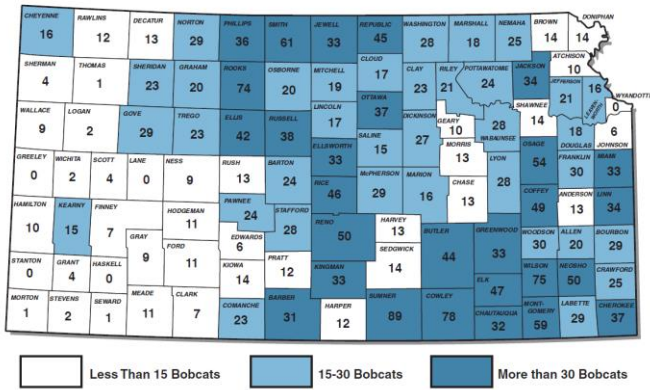 CHEYENNE
16
RAWLINS
12
DECATUR
13
NORTON
29
PHILLIPS
36
SMITH
61
JEWELL
33
REPUBLIC
45
WASHINGTON
28
MARSHALL
18
NEMAHA
25
BROWN
14
DONIPHAN
14
SHERMAN
4
THOMAS
1
SHERIDAN
23
GRAHAM
20
ROOKS
74
OSBORNE
20
MITCHELL
19
CLOUD
17
CLAY
23
RILEY
21
POTTAWATOMIE
24
JACKSON
34
ATCHISON
10
JEFFERSON
21
LEAVEN-
WORTH
16
WYANDOTTE
0
WALLACE
9
LOGAN
2
GOVE
29
TREGO
23
ELLIS
42
RUSSELL
38
LINCOLN
17
OTTAWA
37
DICKINSON
27
GEARY
10
WABAUNSEE
28
SHAWNEE
14
DOUGLAS
18
JOHNSON
6
GREELEY
0
WICHITA
2
SCOTT
4
LANE
0
NESS
9
RUSH
13
BARTON
24
ELLSWORTH
33
SALINE
15
MORRIS
13
LYON
28
OSAGE
54
FRANKLIN
30
MIAMI
33
HAMILTON
10
KEARNY
15
FINNEY
7
HODGEMAN
11
PAWNEE
24
STAFFORD
28
RICE
46
McPHERSON
29
MARION
16
CHASE
13
COFFEY
49
ANDERSON
13
LINN
34
STANTON
0
GRANT
4
HASKELL
0
GRAY
9
FORD
11
EDWARDS
6
KIOWA
14
PRATT
12
RENO
50
HARVEY
13
SEDGWICK
14
BUTLER
44
GREENWOOD
33
WOODSON
30
ALLEN
20
BOURBON
29
MORTON
1
STEVENS
2
SEWARD
1
MEADE
11
CLARK
7
COMANCHE
23
BARBER
31
KINGMAN
33
HARPER
12
SUMNER
89
COWLEY
78
ELK
47
CHAUTAUQUA
32
WILSON
75
NEOSHO
50
CRAWFORD
25
MONT-
GOMERY
59
LABETTE
29
CHEROKEE
37
Less Than 15 Bobcats
15-30 Bobcats
More than 30 Bobcats